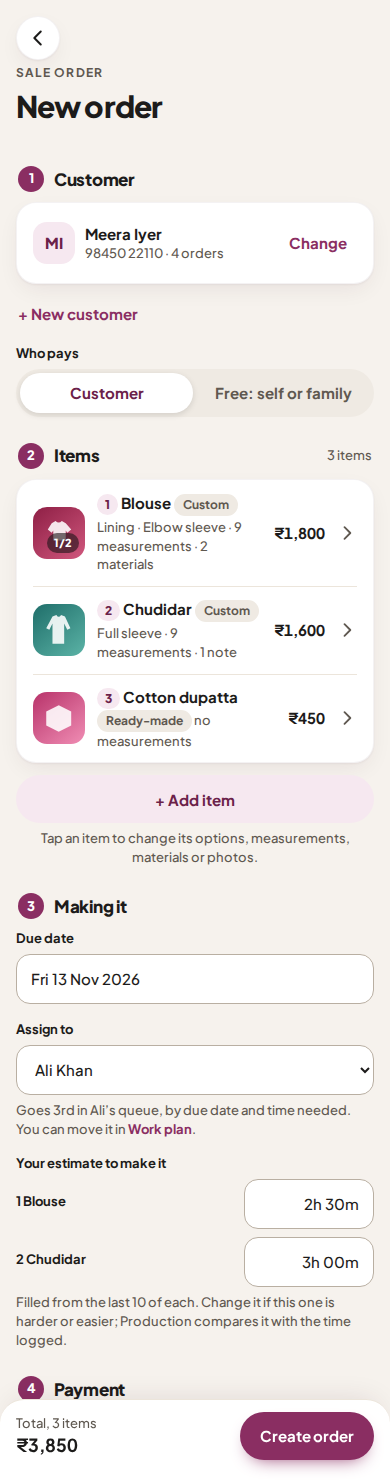 SALE ORDER
New order
1 Customer
MI
Meera Iyer
98450 22110 · 4 orders
Change
+ New customer
Who pays
Customer
Free: self or family
2 Items
3 items
1/2
1 Blouse Custom
Lining · Elbow sleeve · 9
measurements · 2
materials
₹1,800
2 Chudidar Custom
Full sleeve · 9
measurements · 1 note
₹1,600
3 Cotton dupatta
Ready-made no
measurements
₹450
+ Add item
Tap an item to change its options, measurements,
materials or photos.
3 Making it
Due date
Fri 13 Nov 2026
Assign to
Ali Khan
Goes 3rd in Ali's queue, by due date and time needed.
You can move it in Work plan.
Your estimate to make it
1 Blouse
2h 30m
2 Chudidar
3h 00m
Filled from the last 10 of each. Change it if this one is
harder or easier; Production compares it with the time
logged.
4 Payment
Total, 3 items
₹3,850
Create order